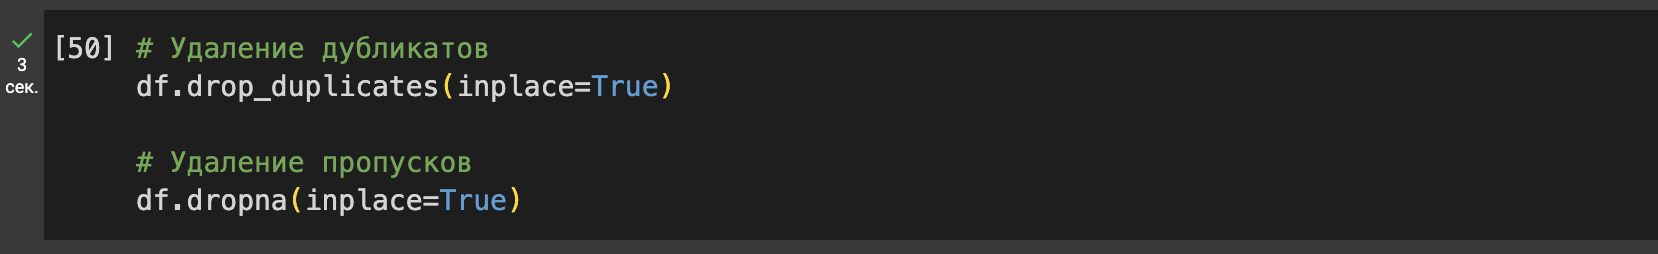 [50] # Удаление дубликатов
3
сек.
df.drop_duplicates(inplace=True)
# Удаление пропусков
df.dropna(inplace=True)